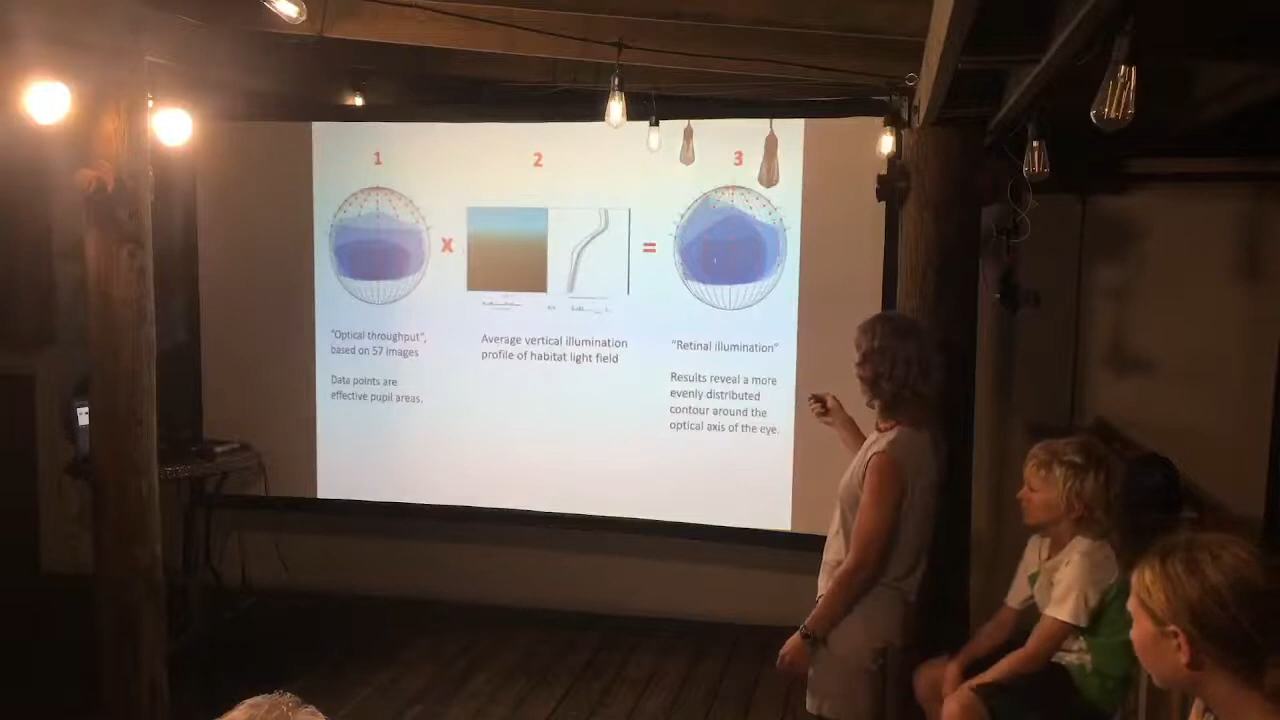 1
2
3
x
=
"Optical throughput",
based on 57 images
Data points are
effective pupil areas.
Average vertical illumination
profile of habitat light field
"Retinal illumination"
Results reveal a more
evenly distributed
contour around the
optical axis of the eye.